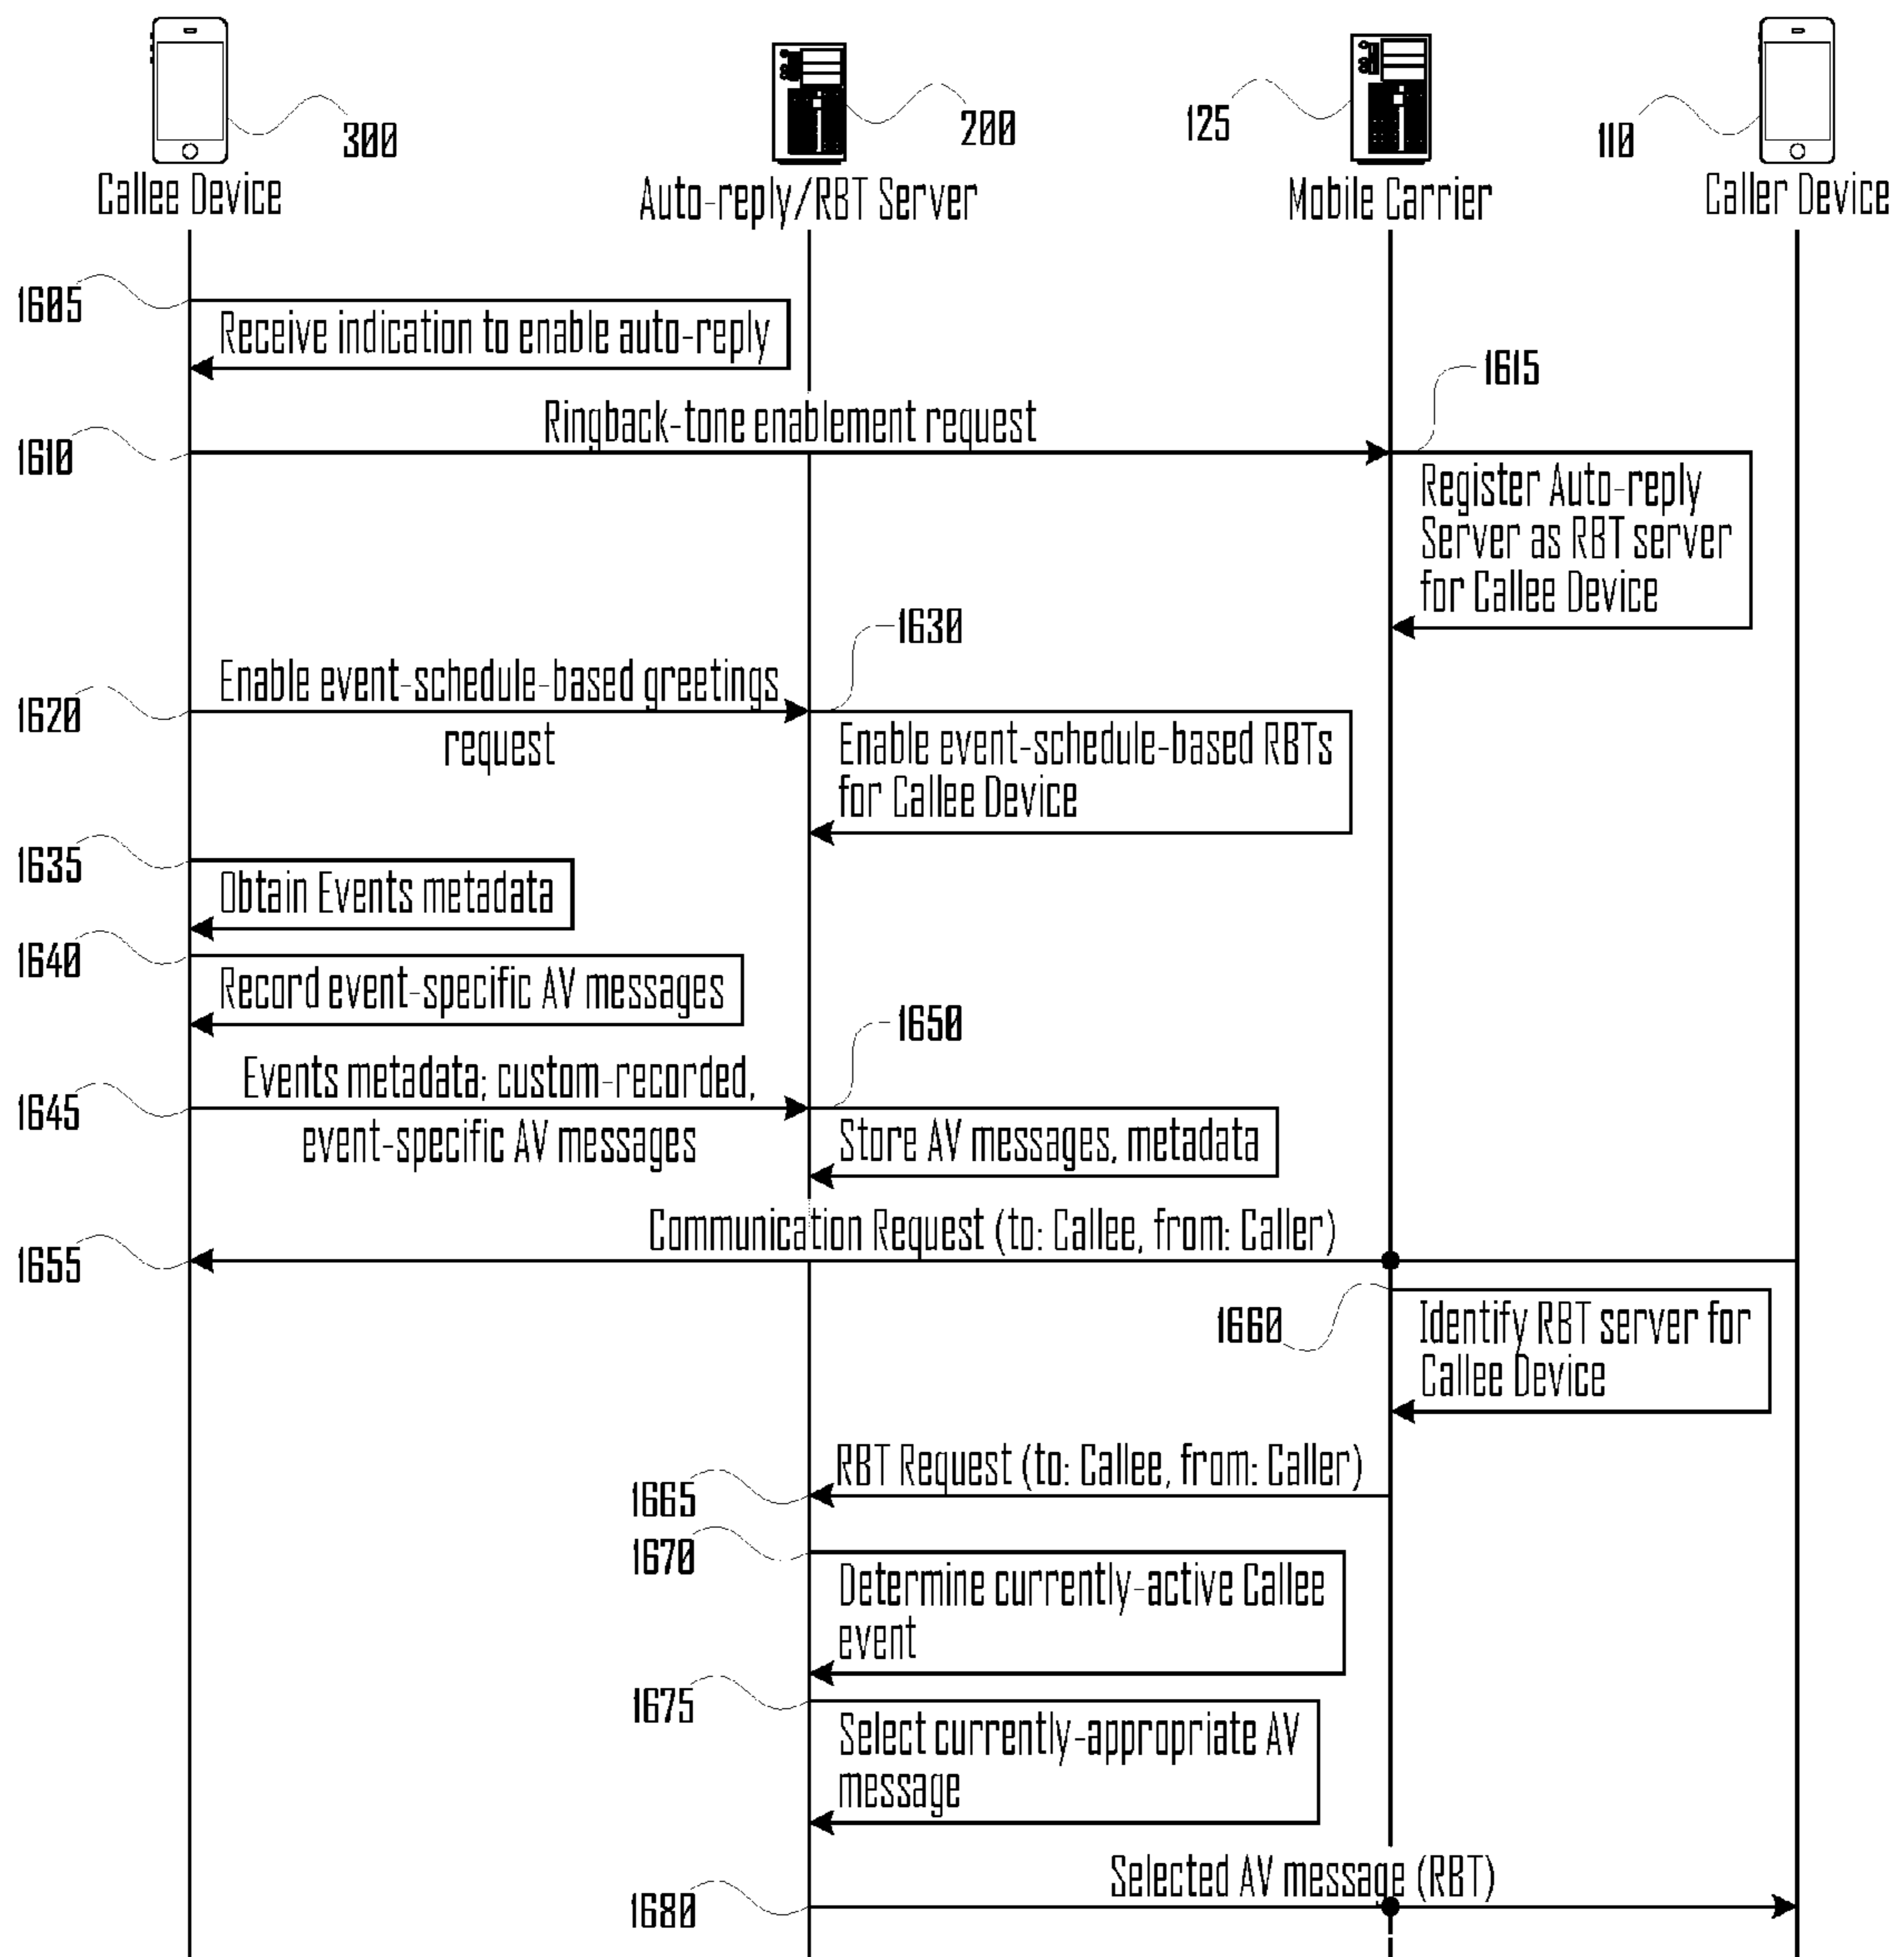 300
200
125
110
Callee Device
Auto-reply/RBT Server
Mobile Carrier
Caller Device
1605
Receive indication to enable auto-reply
1615
Ringback-tone enablement request
1610
Register Auto-reply
Server as RBT server
for Callee Device
1630
Enable event-schedule-based greetings
request
1620
Enable event-schedule-based RBTs
for Callee Device
1635
Obtain Events metadata
1640
Record event-specific AV messages
1650
Events metadata; custom-recorded,
event-specific AV messages
1645
Store AV messages, metadata
Communication Request (to: Callee, from: Caller)
1655
1660
Identify RBT server for
Callee Device
RBT Request (to: Callee, from: Caller)
1665
1670
Determine currently-active Callee
event
1675
Select currently-appropriate AV
message
Selected AV message (RBT)
1680